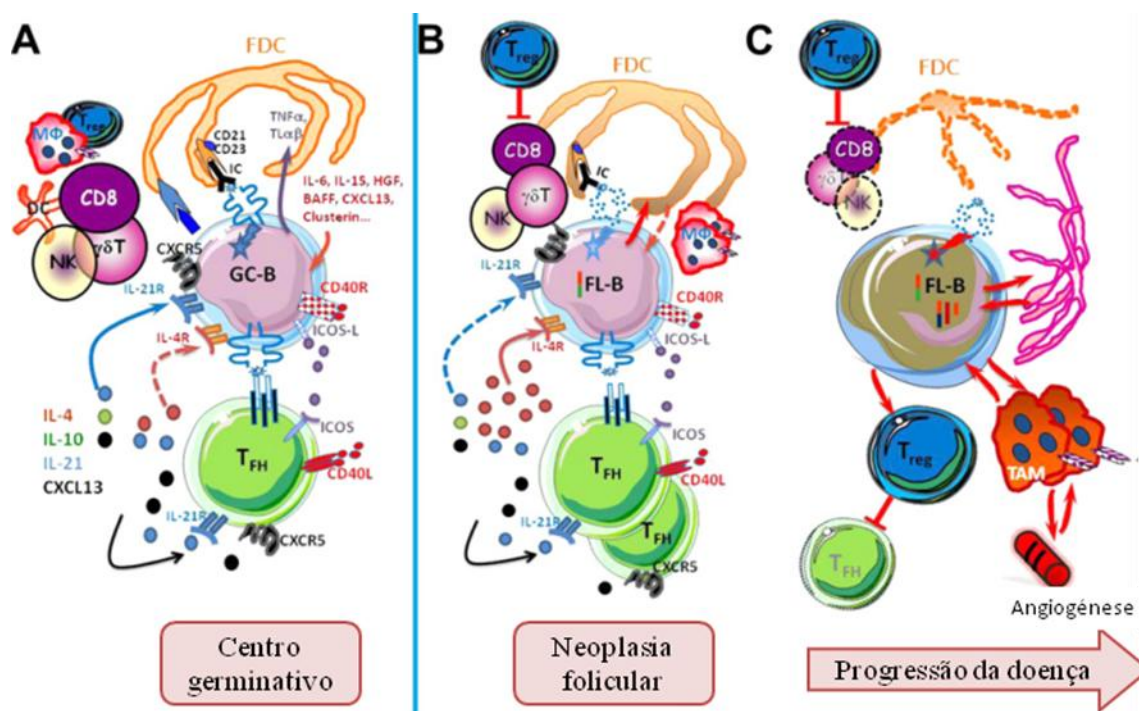 A
FDC
Treg
MΦ
CD8
DC
NK
γδT
CD21
CD23
IC
TNFα,
TLαβ
IL-6, IL-15, HGF,
BAFF, CXCL13,
Clusterin...
CXCR5
GC-B
IL-21R
CD40R
ICOS-L
IL-4R
IL-4
IL-10
IL-21
CXCL13
ICOS
TFH
CD40L
IL-21R
CXCR5
Centro
germinativo
B
Treg
FDC
CD8
IC
γδT
NK
MΦ
IL-21R
FL-B
CD40R
ICOS-L
IL-4R
ICOS
TFH
CD40L
IL-21R
TFH
CXCR5
Neoplasia
folicular
C
Treg
FDC
CD8
γδT
NK
FL-B
Treg
TAM
TFH
Angiogénese
Progressão da doença